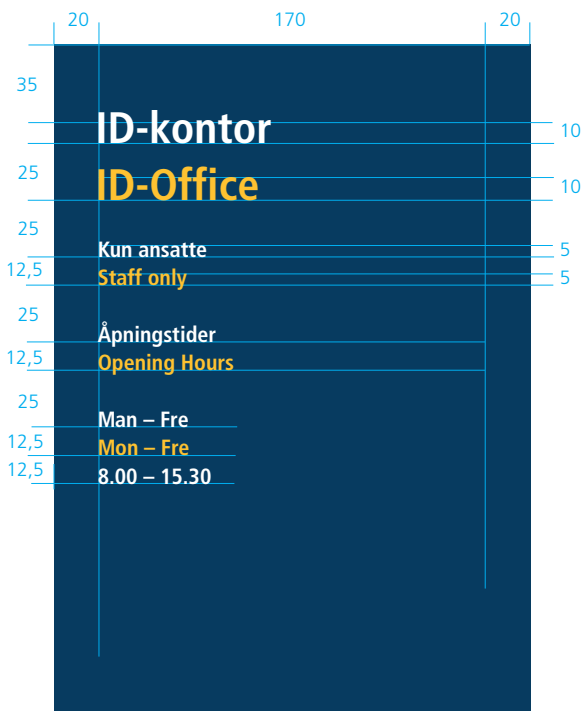 20 170 20
35
ID-kontor
10
25
ID-Office
10
25
Kun ansatte
5
12,5
Staff only
5
25
Åpningstider
12,5
Opening Hours
25
Man – Fre
12,5
Mon – Fre
12,5
8.00 – 15.30